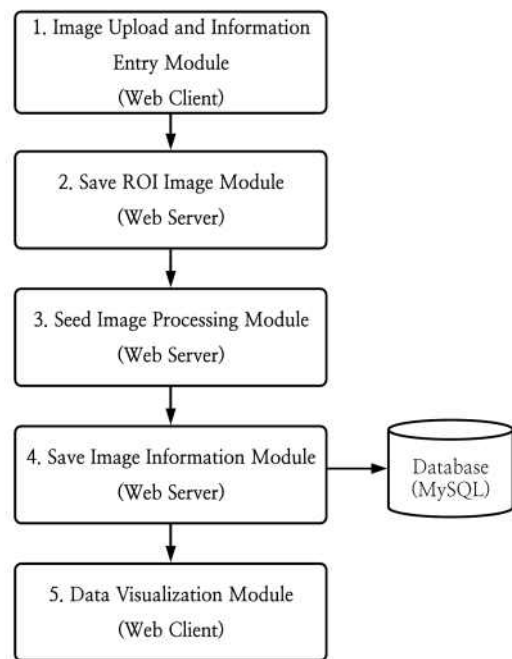 1. Image Upload and Information
Entry Module
(Web Client)
2. Save ROI Image Module
(Web Server)
3. Seed Image Processing Module
(Web Server)
4. Save Image Information Module
(Web Server)
Database
(MySQL)
5. Data Visualization Module
(Web Client)